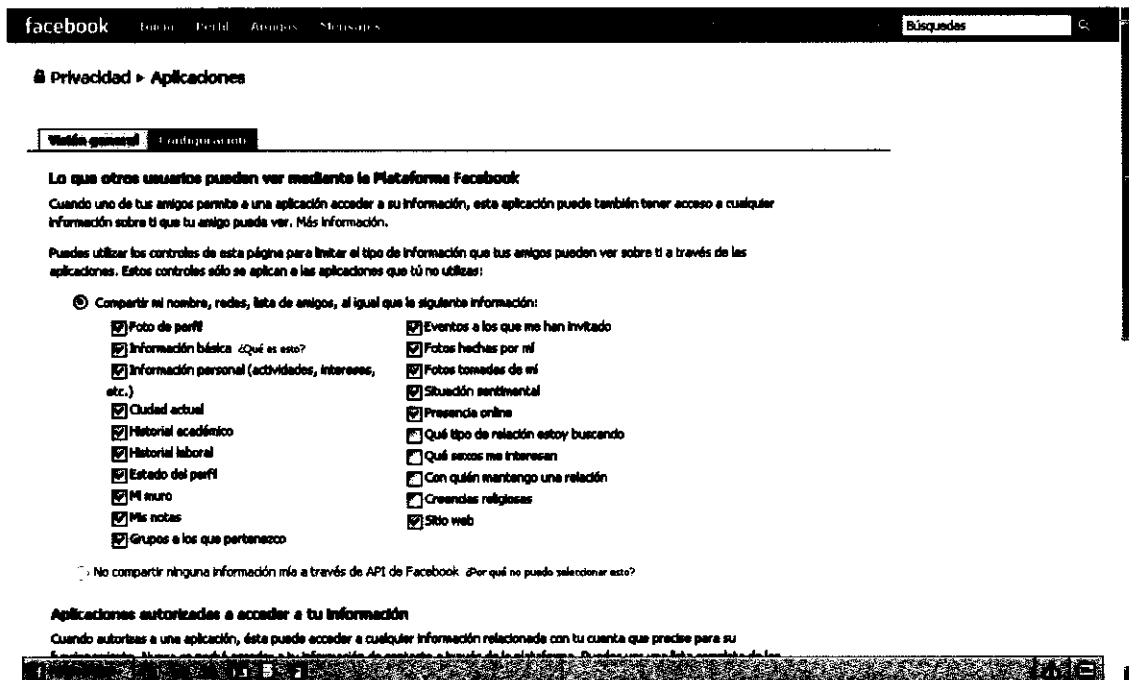 facebook Inicio Perfil Amigos Mensajes Búsquedas
Privacidad ▸ Aplicaciones
Visión general Configuración
Lo que otros usuarios pueden ver mediante la Plataforma Facebook
Cuando uno de tus amigos permite a una aplicación acceder a su información, esta aplicación puede también tener acceso a cualquier
información sobre ti que tu amigo pueda ver. Más información.
Puedes utilizar los controles de esta página para limitar el tipo de información que tus amigos pueden ver sobre ti a través de las
aplicaciones. Estos controles sólo se aplican a las aplicaciones que tú no utilizas:
Compartir mi nombre, redes, lista de amigos, al igual que la siguiente información:
Foto de perfil
Información básica ¿Qué es esto?
Información personal (actividades, intereses,
etc.)
Ciudad actual
Historial académico
Historial laboral
Estado del perfil
Mi muro
Mis notas
Grupos a los que pertenezco
Eventos a los que me han invitado
Fotos hechas por mí
Fotos tomadas de mí
Situación sentimental
Presencia online
Qué tipo de relación estoy buscando
Qué sexos me interesan
Con quién mantengo una relación
Creencias religiosas
Sitio web
No compartir ninguna información mía a través de API de Facebook ¿Por qué no puedo seleccionar esto?
Aplicaciones autorizadas a acceder a tu información
Cuando autorizas a una aplicación, ésta puede acceder a cualquier información relacionada con tu cuenta que precise para su